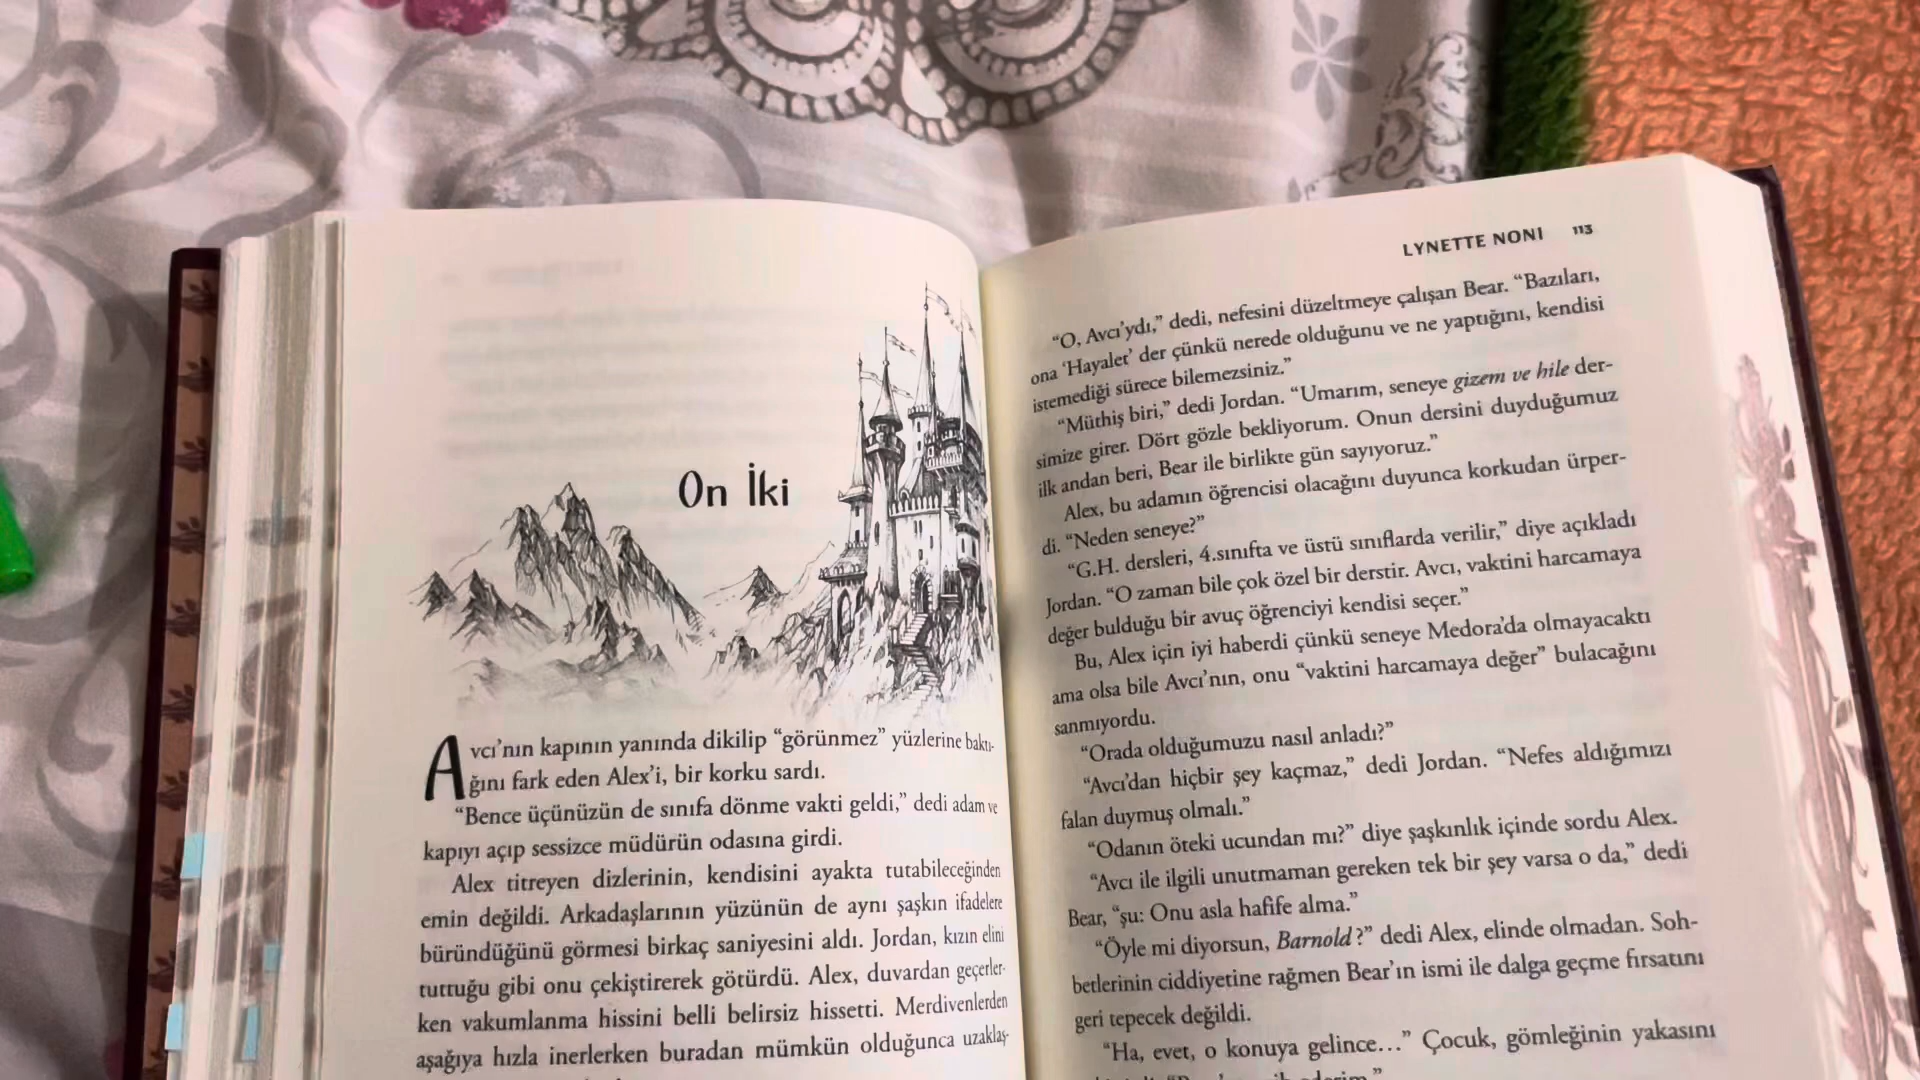 On İki
Avcı’nın kapının yanında dikilip “görünmez” yüzlerine baktı-
ğını fark eden Alex’i, bir korku sardı.
“Bence üçünüzün de sınıfa dönme vakti geldi,” dedi adam ve
kapıyı açıp sessizce müdürün odasına girdi.
Alex titreyen dizlerinin, kendisini ayakta tutabileceğinden
emin değildi. Arkadaşlarının yüzünün de aynı şaşkın ifadelere
büründüğünü görmesi birkaç saniyesini aldı. Jordan, kızın elini
tuttuğu gibi onu çekiştirerek götürdü. Alex, duvardan geçerler-
ken vakumlanma hissini belli belirsiz hissetti. Merdivenlerden
aşağıya hızla inerlerken buradan mümkün olduğunca uzaklaş-
LYNETTE NONI 113
“O, Avcı’ydı,” dedi, nefesini düzeltmeye çalışan Bear. “Bazıları,
ona ‘Hayalet’ der çünkü nerede olduğunu ve ne yaptığını, kendisi
istemediği sürece bilemezsiniz.”
“Müthiş biri,” dedi Jordan. “Umarım, seneye gizem ve hile der-
simize girer. Dört gözle bekliyorum. Onun dersini duyduğumuz
ilk andan beri, Bear ile birlikte gün sayıyoruz.”
Alex, bu adamın öğrencisi olacağını duyunca korkudan ürper-
di. “Neden seneye?”
“G.H. dersleri, 4.sınıfta ve üstü sınıflarda verilir,” diye açıkladı
Jordan. “O zaman bile çok özel bir derstir. Avcı, vaktini harcamaya
değer bulduğu bir avuç öğrenciyi kendisi seçer.”
Bu, Alex için iyi haberdi çünkü seneye Medora’da olmayacaktı
ama olsa bile Avcı’nın, onu “vaktini harcamaya değer” bulacağını
sanmıyordu.
“Orada olduğumuzu nasıl anladı?”
“Avcı’dan hiçbir şey kaçmaz,” dedi Jordan. “Nefes aldığımızı
falan duymuş olmalı.”
“Odanın öteki ucundan mı?” diye şaşkınlık içinde sordu Alex.
“Avcı ile ilgili unutmaman gereken tek bir şey varsa o da,” dedi
Bear, “şu: Onu asla hafife alma.”
“Öyle mi diyorsun, Barnold?” dedi Alex, elinde olmadan. Soh-
betlerinin ciddiyetine rağmen Bear’ın ismi ile dalga geçme fırsatını
geri tepecek değildi.
“Ha, evet, o konuya gelince…” Çocuk, gömleğinin yakasını